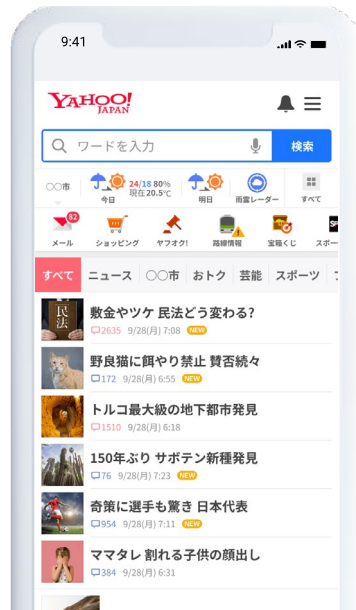 9:41
YAHOO!
JAPAN
ワードを入力
検索
〇〇市
24/18 80%
現在20.5℃
今日
明日
雨雲レーダー
すべて
82
メール
ショッピング
ヤフオク!
路線情報
宝箱くじ
スポー
すべて ニュース 〇〇市 おトク 芸能 スポーツ
民法
敷金やツケ 民法どう変わる?
2635 9/28(月) 7:08 NEW
野良猫に餌やり禁止 賛否続々
172 9/28(月) 6:55 NEW
トルコ最大級の地下都市発見
1510 9/28(月) 6:18
150年ぶり サボテン新種発見
76 9/28(月) 7:23 NEW
奇策に選手も驚き 日本代表
954 9/28(月) 7:11 NEW
ママタレ 割れる子供の顔出し
384 9/28(月) 6:31